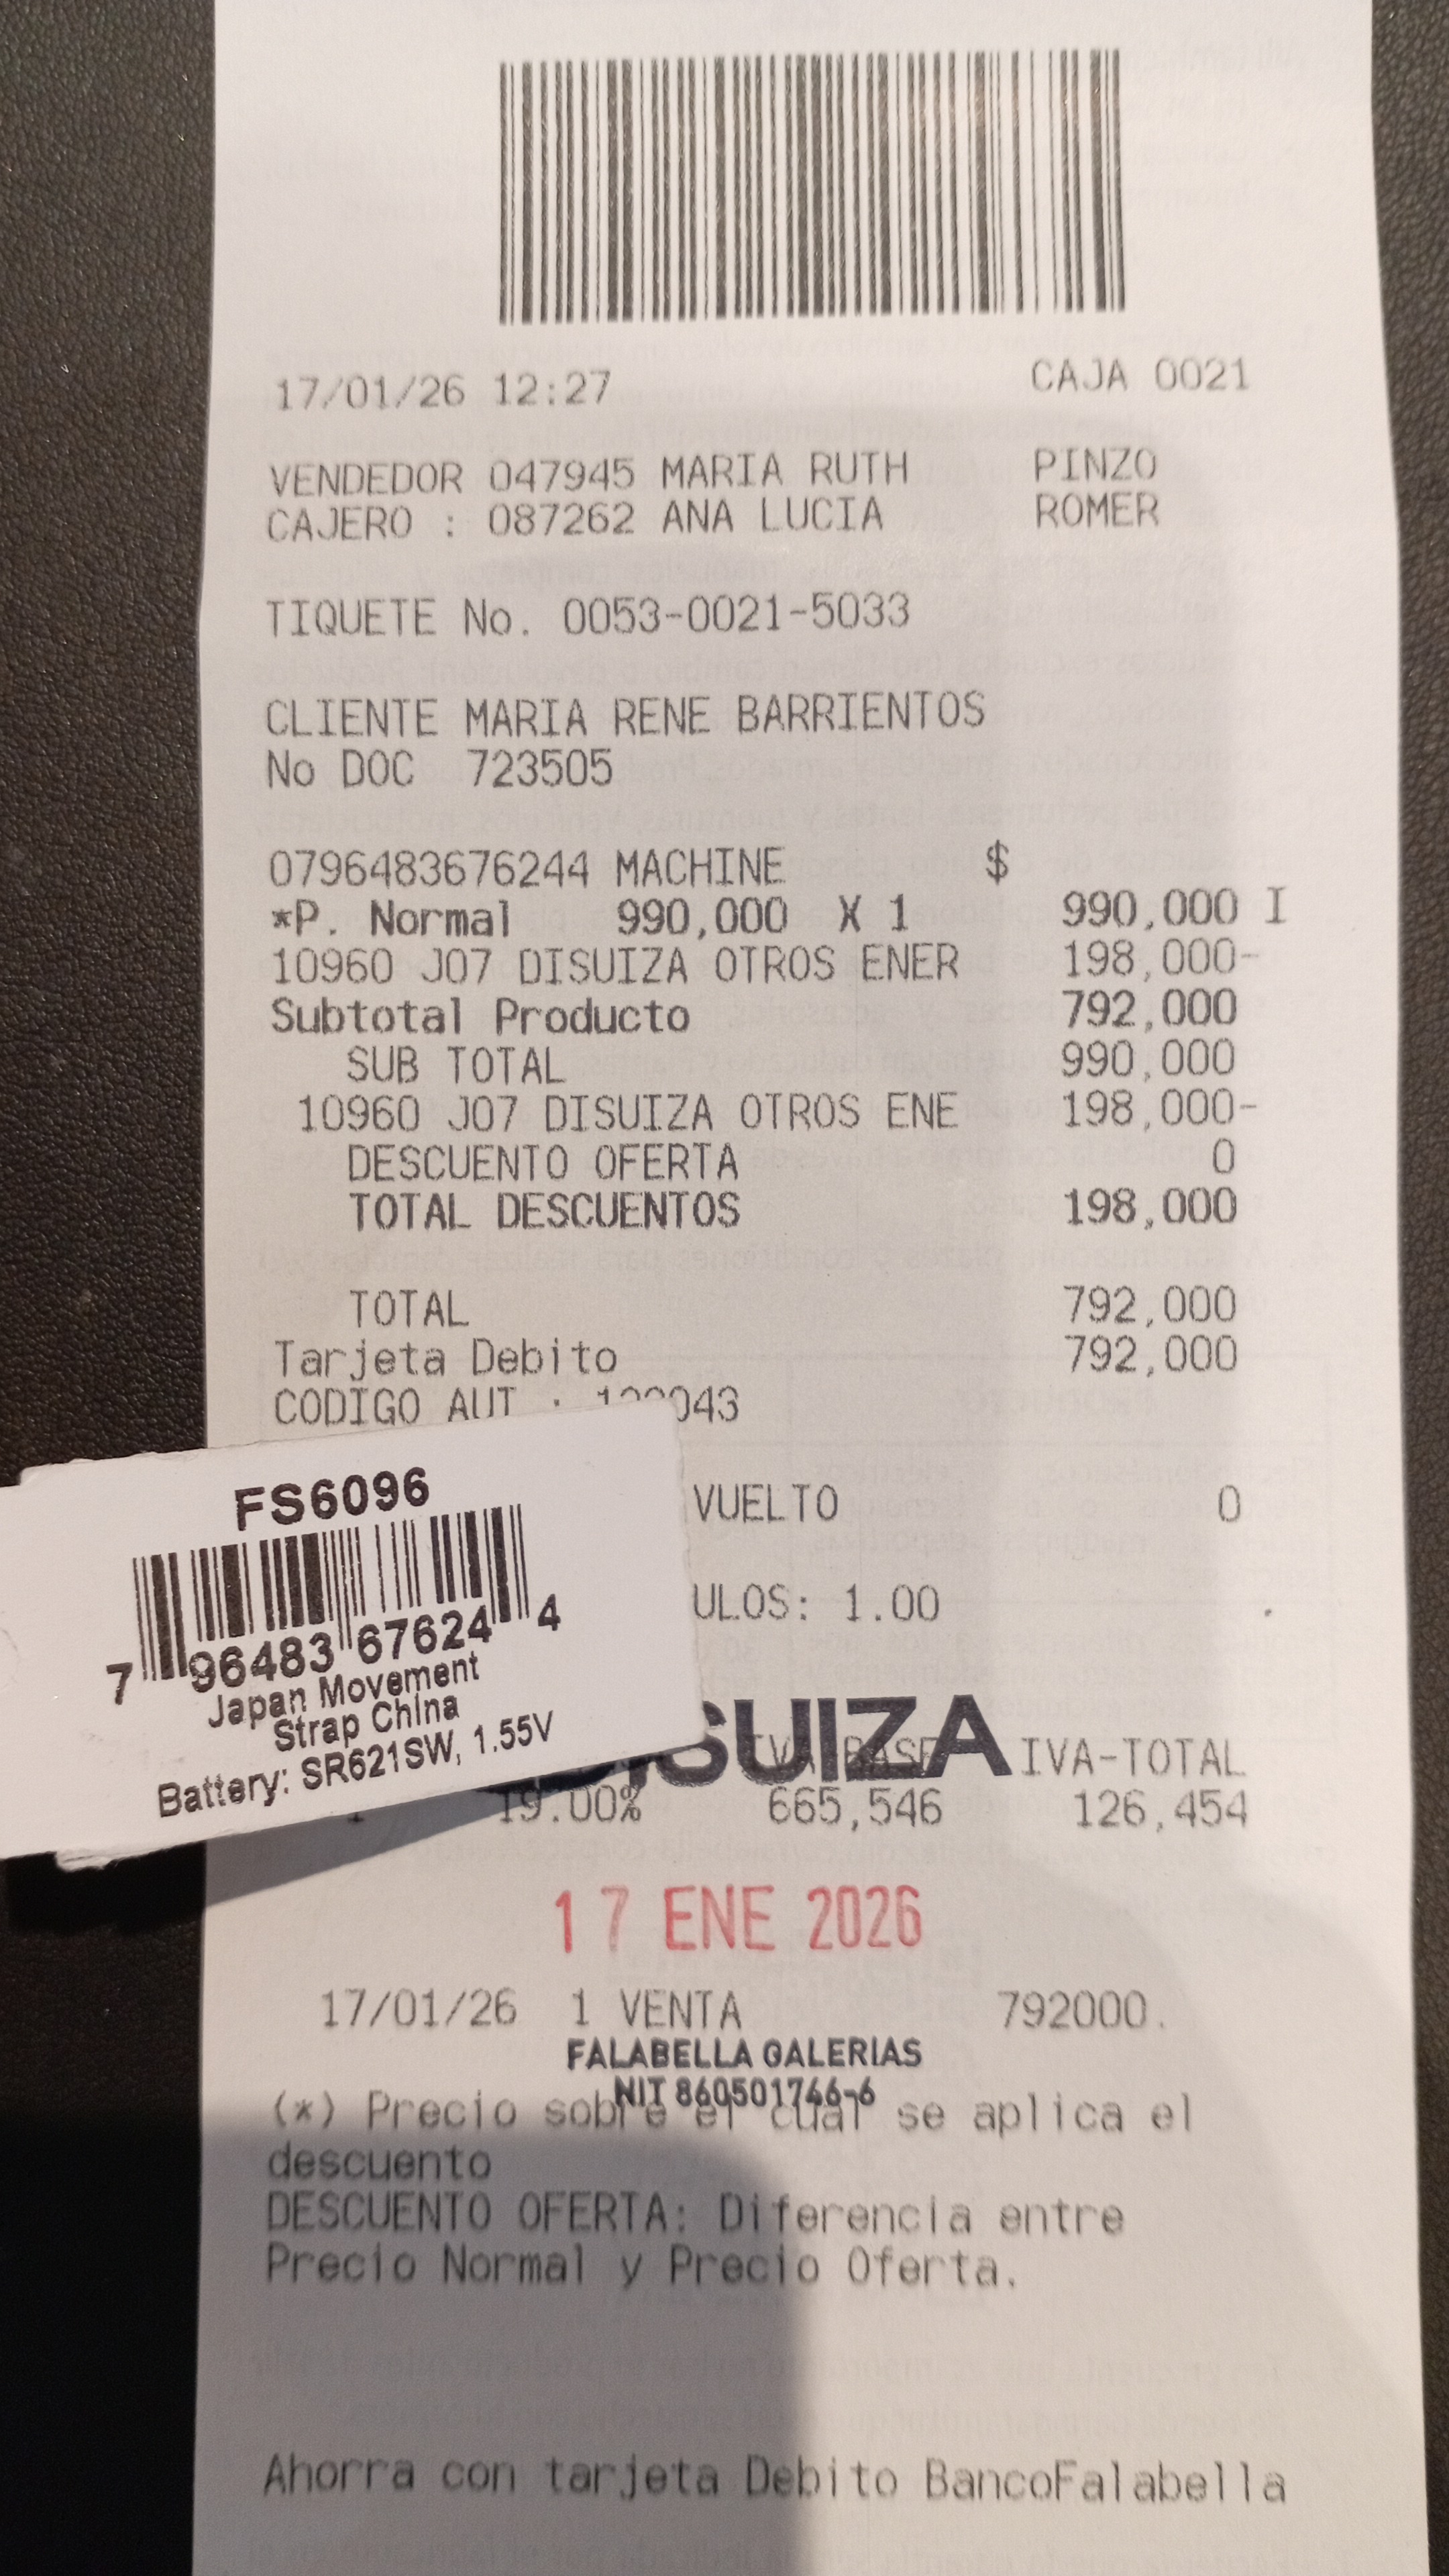 17/01/26 12:27 CAJA 0021
VENDEDOR 047945 MARIA RUTH PINZO
CAJERO : 087262 ANA LUCIA ROMER
TIQUETE No. 0053-0021-5033
CLIENTE MARIA RENE BARRIENTOS
No DOC 723505
0796483676244 MACHINE $
*P. Normal 990,000 X 1 990,000 I
10960 J07 DISUIZA OTROS ENER 198,000-
Subtotal Producto 792,000
SUB TOTAL 990,000
10960 J07 DISUIZA OTROS ENE 198,000-
DESCUENTO OFERTA 0
TOTAL DESCUENTOS 198,000
TOTAL 792,000
Tarjeta Debito 792,000
CODIGO AUT :
VUELTO 0
ULOS: 1.00
FS6096
7 96483 67624 4
Japan Movement
Strap China
Battery: SR621SW, 1.55V
SUIZA
IVA BASE IVA-TOTAL
19.00% 665,546 126,454
17 ENE 2026
17/01/26 1 VENTA 792000.
FALABELLA GALERIAS
NIT 860501746-6
(*) Precio sobre el cual se aplica el
descuento
DESCUENTO OFERTA: Diferencia entre
Precio Normal y Precio Oferta.
Ahorra con tarjeta Debito BancoFalabella